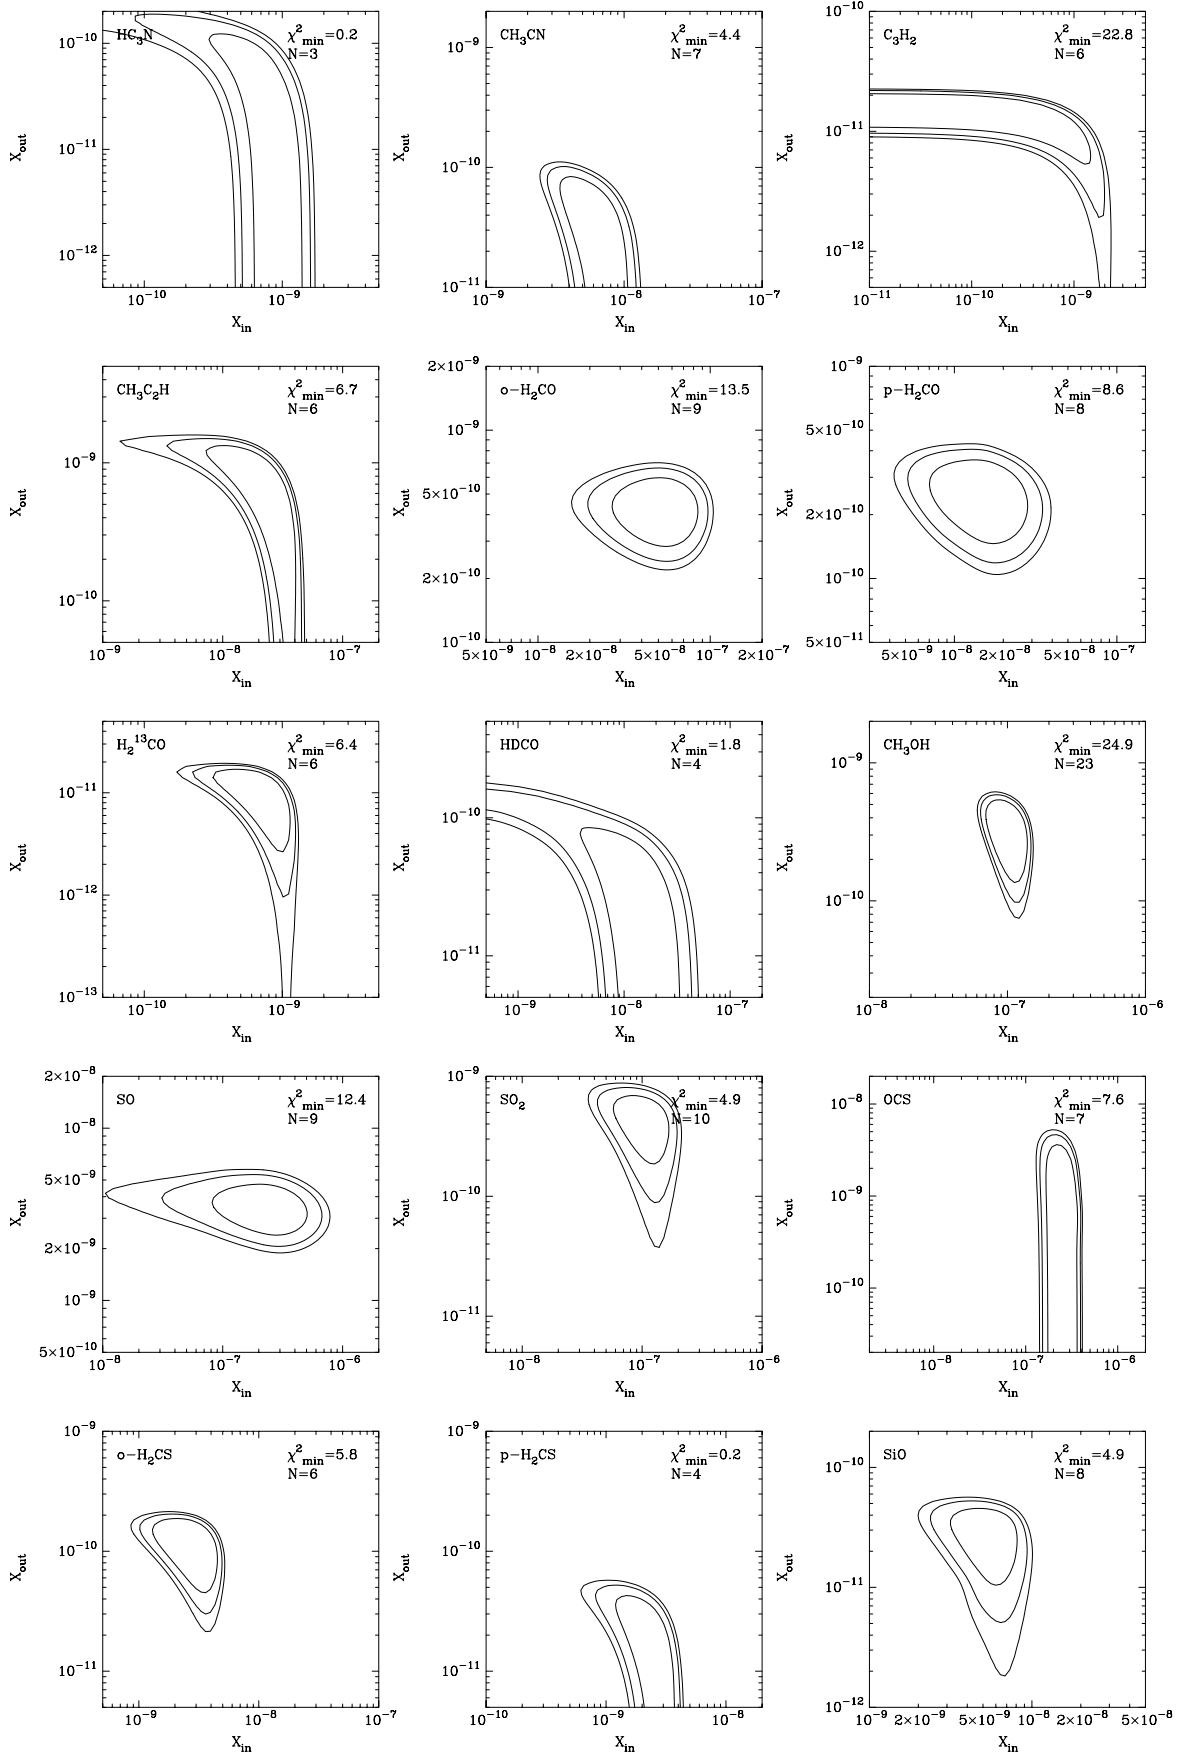 HC₃N
χ²min=0.2
N=3
10⁻¹⁰
10⁻¹¹
10⁻¹²
Xout
10⁻¹⁰
10⁻⁹
Xin
CH₃CN
χ²min=4.4
N=7
10⁻⁹
10⁻¹⁰
10⁻¹¹
Xout
10⁻⁹
10⁻⁸
10⁻⁷
Xin
C₃H₂
χ²min=22.8
N=6
10⁻¹⁰
10⁻¹¹
10⁻¹²
Xout
10⁻¹¹
10⁻¹⁰
10⁻⁹
Xin
CH₃C₂H
χ²min=6.7
N=6
10⁻⁹
10⁻¹⁰
Xout
10⁻⁹
10⁻⁸
10⁻⁷
Xin
o−H₂CO
χ²min=13.5
N=9
2×10⁻⁹
10⁻⁹
5×10⁻¹⁰
2×10⁻¹⁰
10⁻¹⁰
Xout
5×10⁻⁹ 10⁻⁸ 2×10⁻⁸ 5×10⁻⁸ 10⁻⁷ 2×10⁻⁷
Xin
p−H₂CO
χ²min=8.6
N=8
10⁻⁹
5×10⁻¹⁰
2×10⁻¹⁰
10⁻¹⁰
5×10⁻¹¹
Xout
5×10⁻⁹ 10⁻⁸ 2×10⁻⁸ 5×10⁻⁸ 10⁻⁷
Xin
H₂¹³CO
χ²min=6.4
N=6
10⁻¹¹
10⁻¹²
10⁻¹³
Xout
10⁻¹⁰
10⁻⁹
Xin
HDCO
χ²min=1.8
N=4
10⁻¹⁰
10⁻¹¹
Xout
10⁻⁹
10⁻⁸
10⁻⁷
Xin
CH₃OH
χ²min=24.9
N=23
10⁻⁹
10⁻¹⁰
Xout
10⁻⁸
10⁻⁷
10⁻⁶
Xin
SO
χ²min=12.4
N=9
2×10⁻⁸
10⁻⁸
5×10⁻⁹
2×10⁻⁹
10⁻⁹
5×10⁻¹⁰
Xout
10⁻⁸
10⁻⁷
10⁻⁶
Xin
SO₂
χ²min=4.9
N=10
10⁻⁹
10⁻¹⁰
10⁻¹¹
Xout
10⁻⁸
10⁻⁷
10⁻⁶
Xin
OCS
χ²min=7.6
N=7
10⁻⁸
10⁻⁹
10⁻¹⁰
Xout
10⁻⁸
10⁻⁷
10⁻⁶
Xin
o−H₂CS
χ²min=5.8
N=6
10⁻⁹
10⁻¹⁰
10⁻¹¹
Xout
10⁻⁹
10⁻⁸
10⁻⁷
Xin
p−H₂CS
χ²min=0.2
N=4
10⁻⁹
10⁻¹⁰
10⁻¹¹
Xout
10⁻¹⁰
10⁻⁹
10⁻⁸
Xin
SiO
χ²min=4.9
N=8
10⁻¹⁰
10⁻¹¹
10⁻¹²
Xout
10⁻⁹ 2×10⁻⁹ 5×10⁻⁹ 10⁻⁸ 2×10⁻⁸ 5×10⁻⁸
Xin